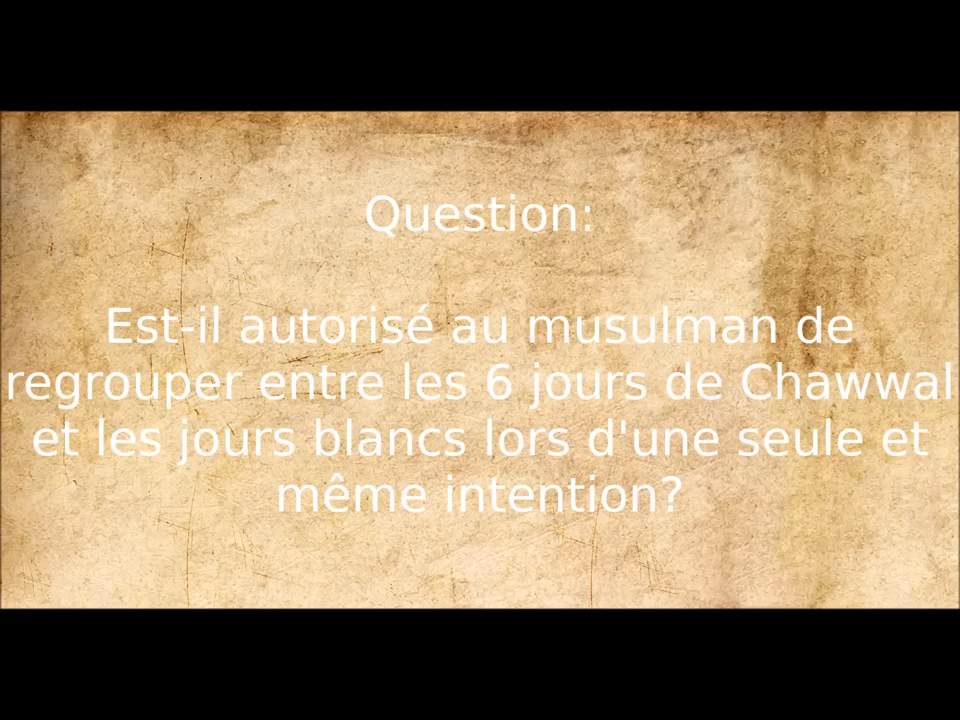 Question:
Est-il autorisé au musulman de
regrouper entre les 6 jours de Chawwal
et les jours blancs lors d'une seule et
même intention?